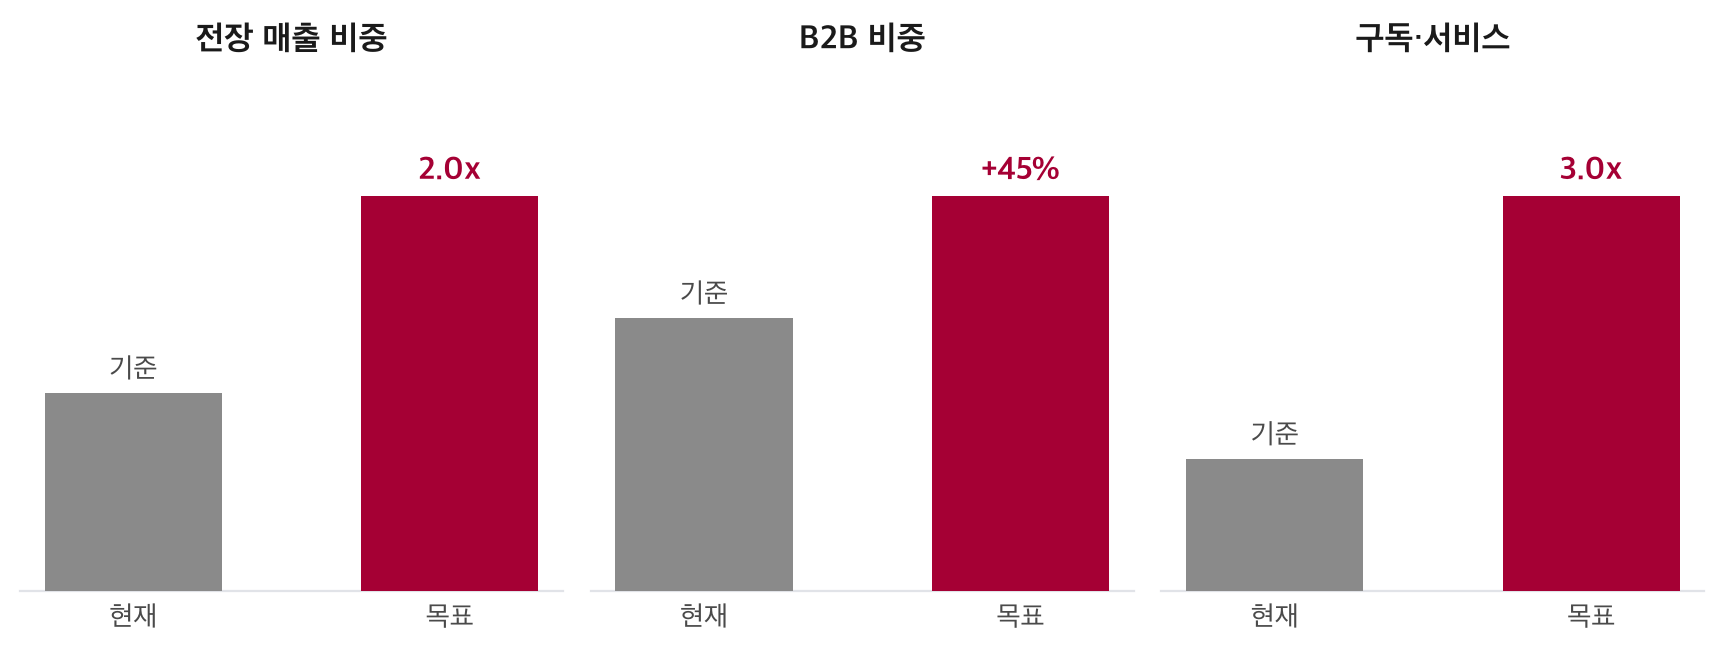 전장 매출 비중
2.0x
기준
현재
목표
B2B 비중
+45%
기준
현재
목표
구독·서비스
3.0x
기준
현재
목표